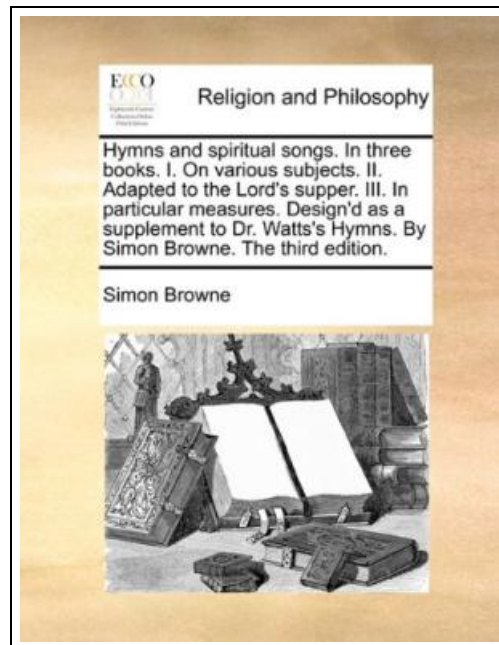 ECCO
Religion and Philosophy
Hymns and spiritual songs. In three
books. I. On various subjects. II.
Adapted to the Lord's supper. III. In
particular measures. Design'd as a
supplement to Dr. Watts's Hymns. By
Simon Browne. The third edition.
Simon Browne